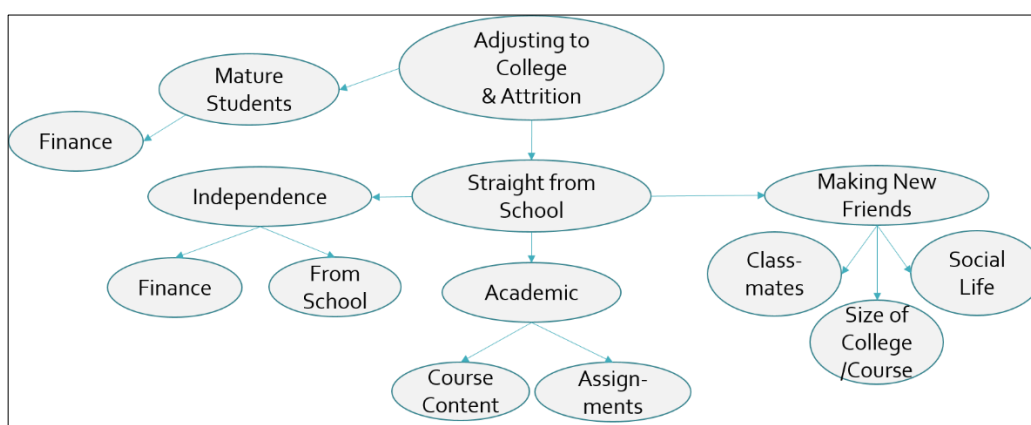 Adjusting to
College
& Attrition
Mature
Students
Finance
Independence
Straight from
School
Making New
Friends
Finance
From
School
Academic
Class-
mates
Social
Life
Size of
College
/Course
Course
Content
Assign-
ments